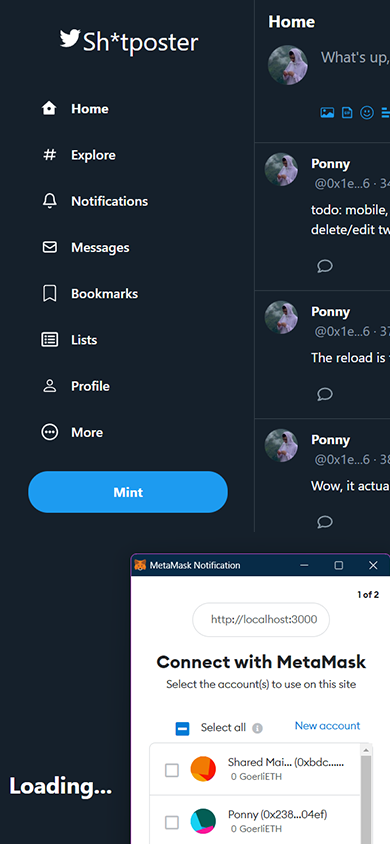 Sh*tposter
Home
Explore
Notifications
Messages
Bookmarks
Lists
Profile
More
Mint
Loading...
Home
What's up,
Ponny
@0x1e...6 · 34
todo: mobile,
delete/edit tw
Ponny
@0x1e...6 · 37
The reload is
Ponny
@0x1e...6 · 38
Wow, it actua
MetaMask Notification
1 of 2
http://localhost:3000
Connect with MetaMask
Select the account(s) to use on this site
Select all
New account
Shared Mai... (0xbdc......
0 GoerliETH
Ponny (0x238...04ef)
0 GoerliETH